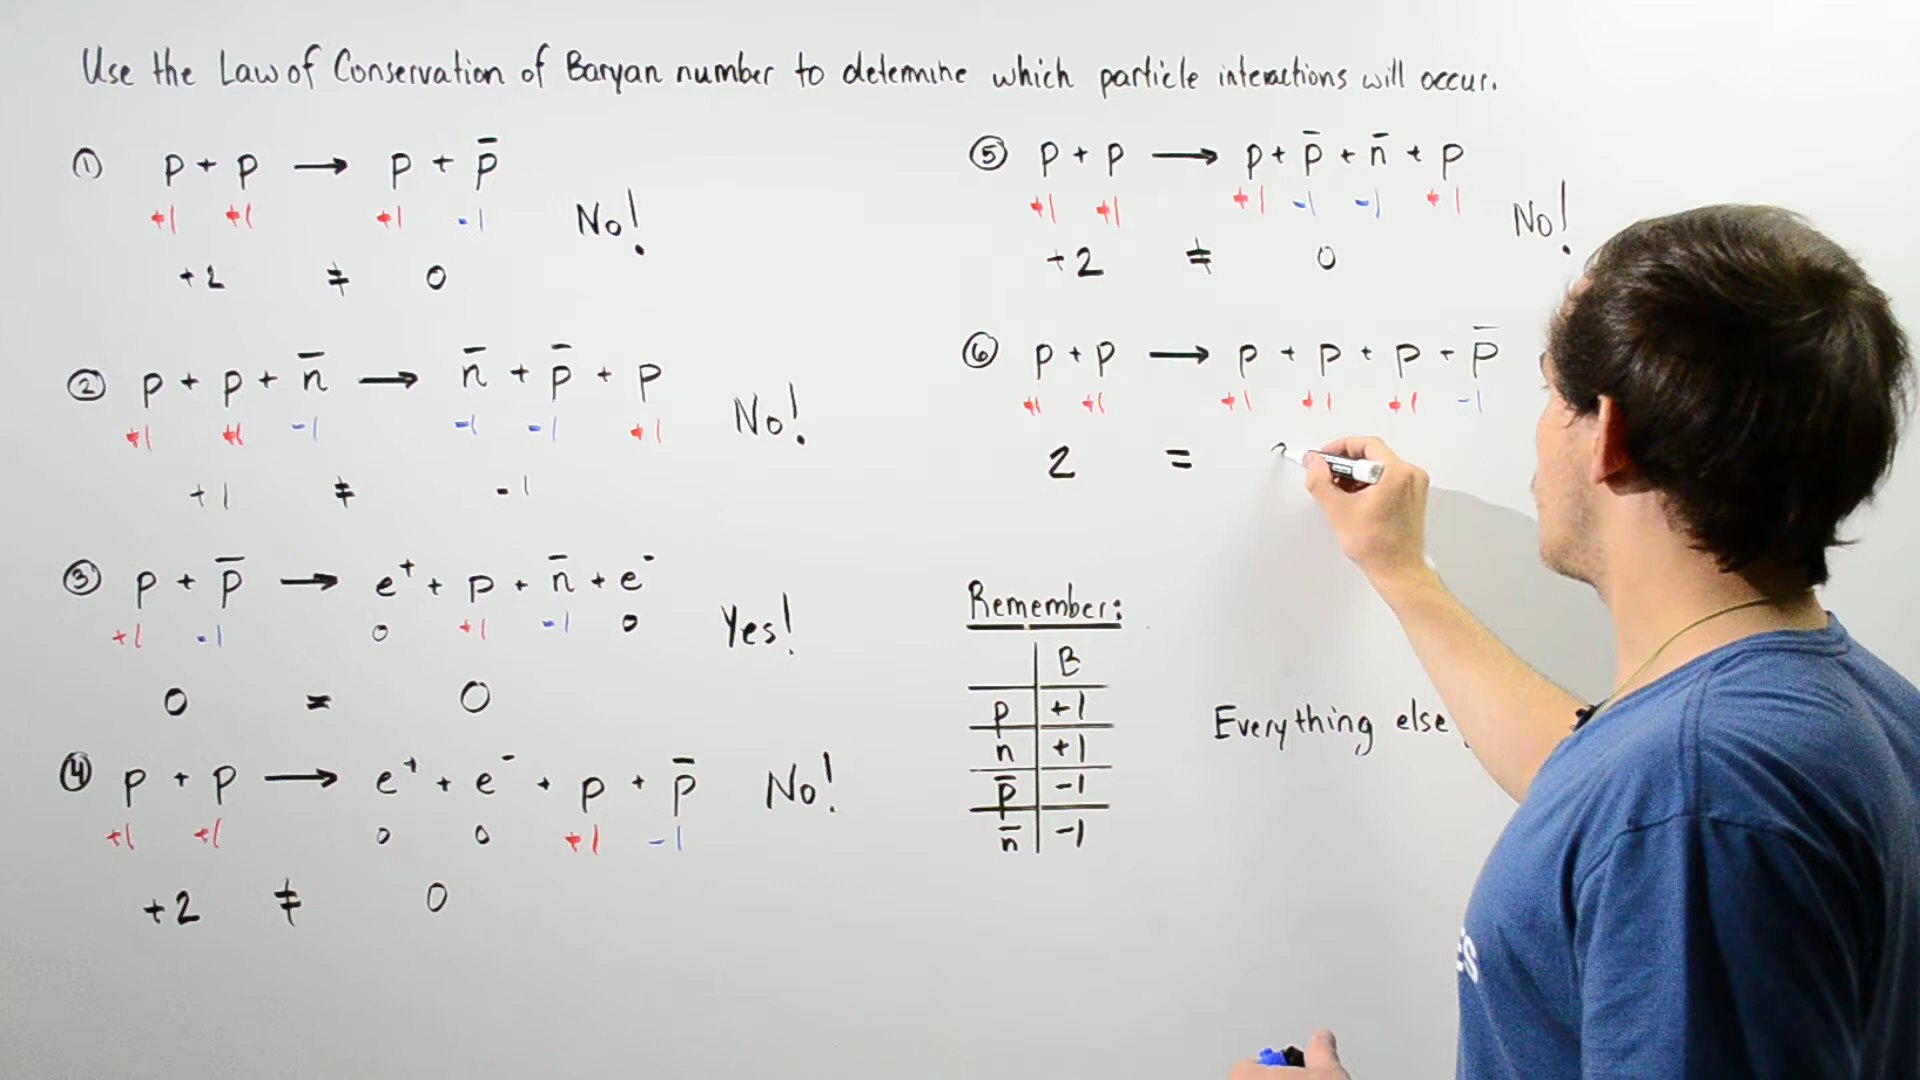 Use the Law of Conservation of Baryan number to determine which particle interactions will occur.
① p + p → p + p̄
+1 +1 +1 -1
No!
+2 ≠ 0
② p + p + n̄ → n̄ + p̄ + p
+1 +1 -1 -1 -1 +1
No!
+1 ≠ -1
③ p + p̄ → e⁺ + p + n̄ + e⁻
+1 -1 0 +1 -1 0
Yes!
0 = 0
④ p + p → e⁺ + e⁻ + p + p̄ No!
+1 +1 0 0 +1 -1
+2 ≠ 0
⑤ p + p → p + p̄ + n̄ + p
+1 +1 +1 -1 -1 +1
No!
+2 ≠ 0
⑥ p + p → p + p + p - p̄
+1 +1 +1 +1 +1 -1
2 =
Remember:
B
p +1
n +1
p̄ -1
n̄ -1
Everything else